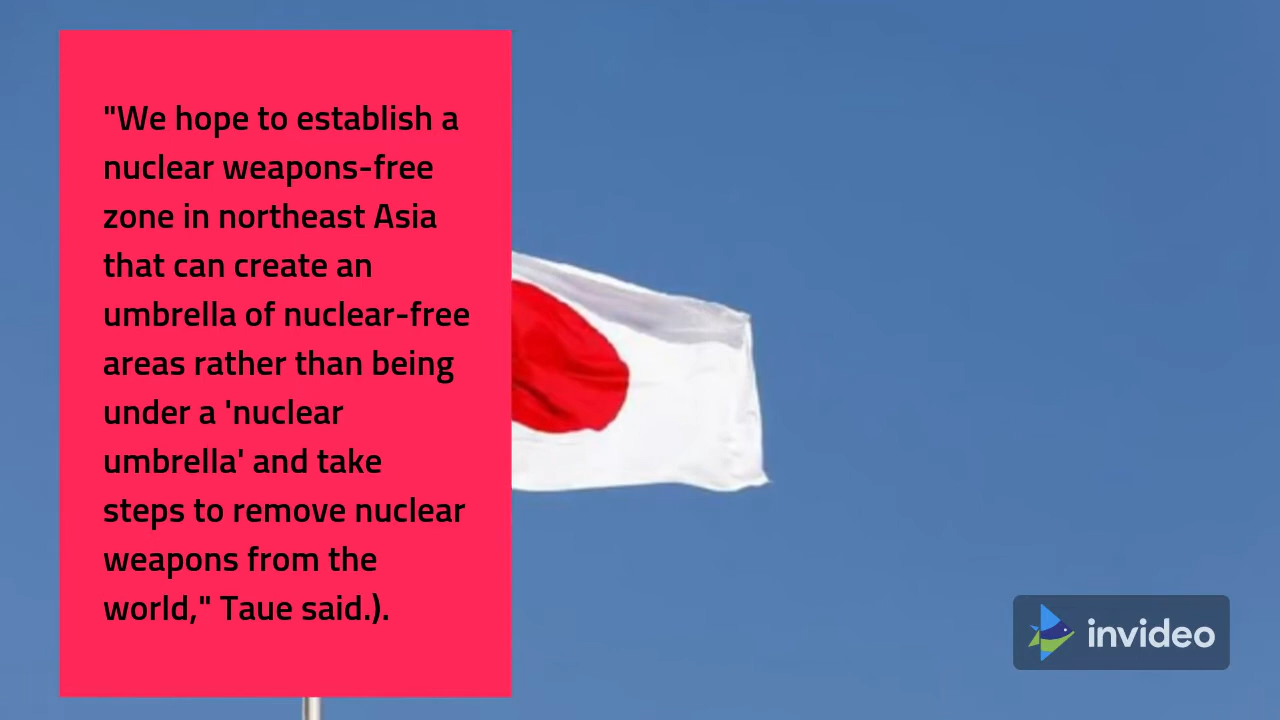 "We hope to establish a
nuclear weapons-free
zone in northeast Asia
that can create an
umbrella of nuclear-free
areas rather than being
under a 'nuclear
umbrella' and take
steps to remove nuclear
weapons from the
world," Taue said.).
invideo